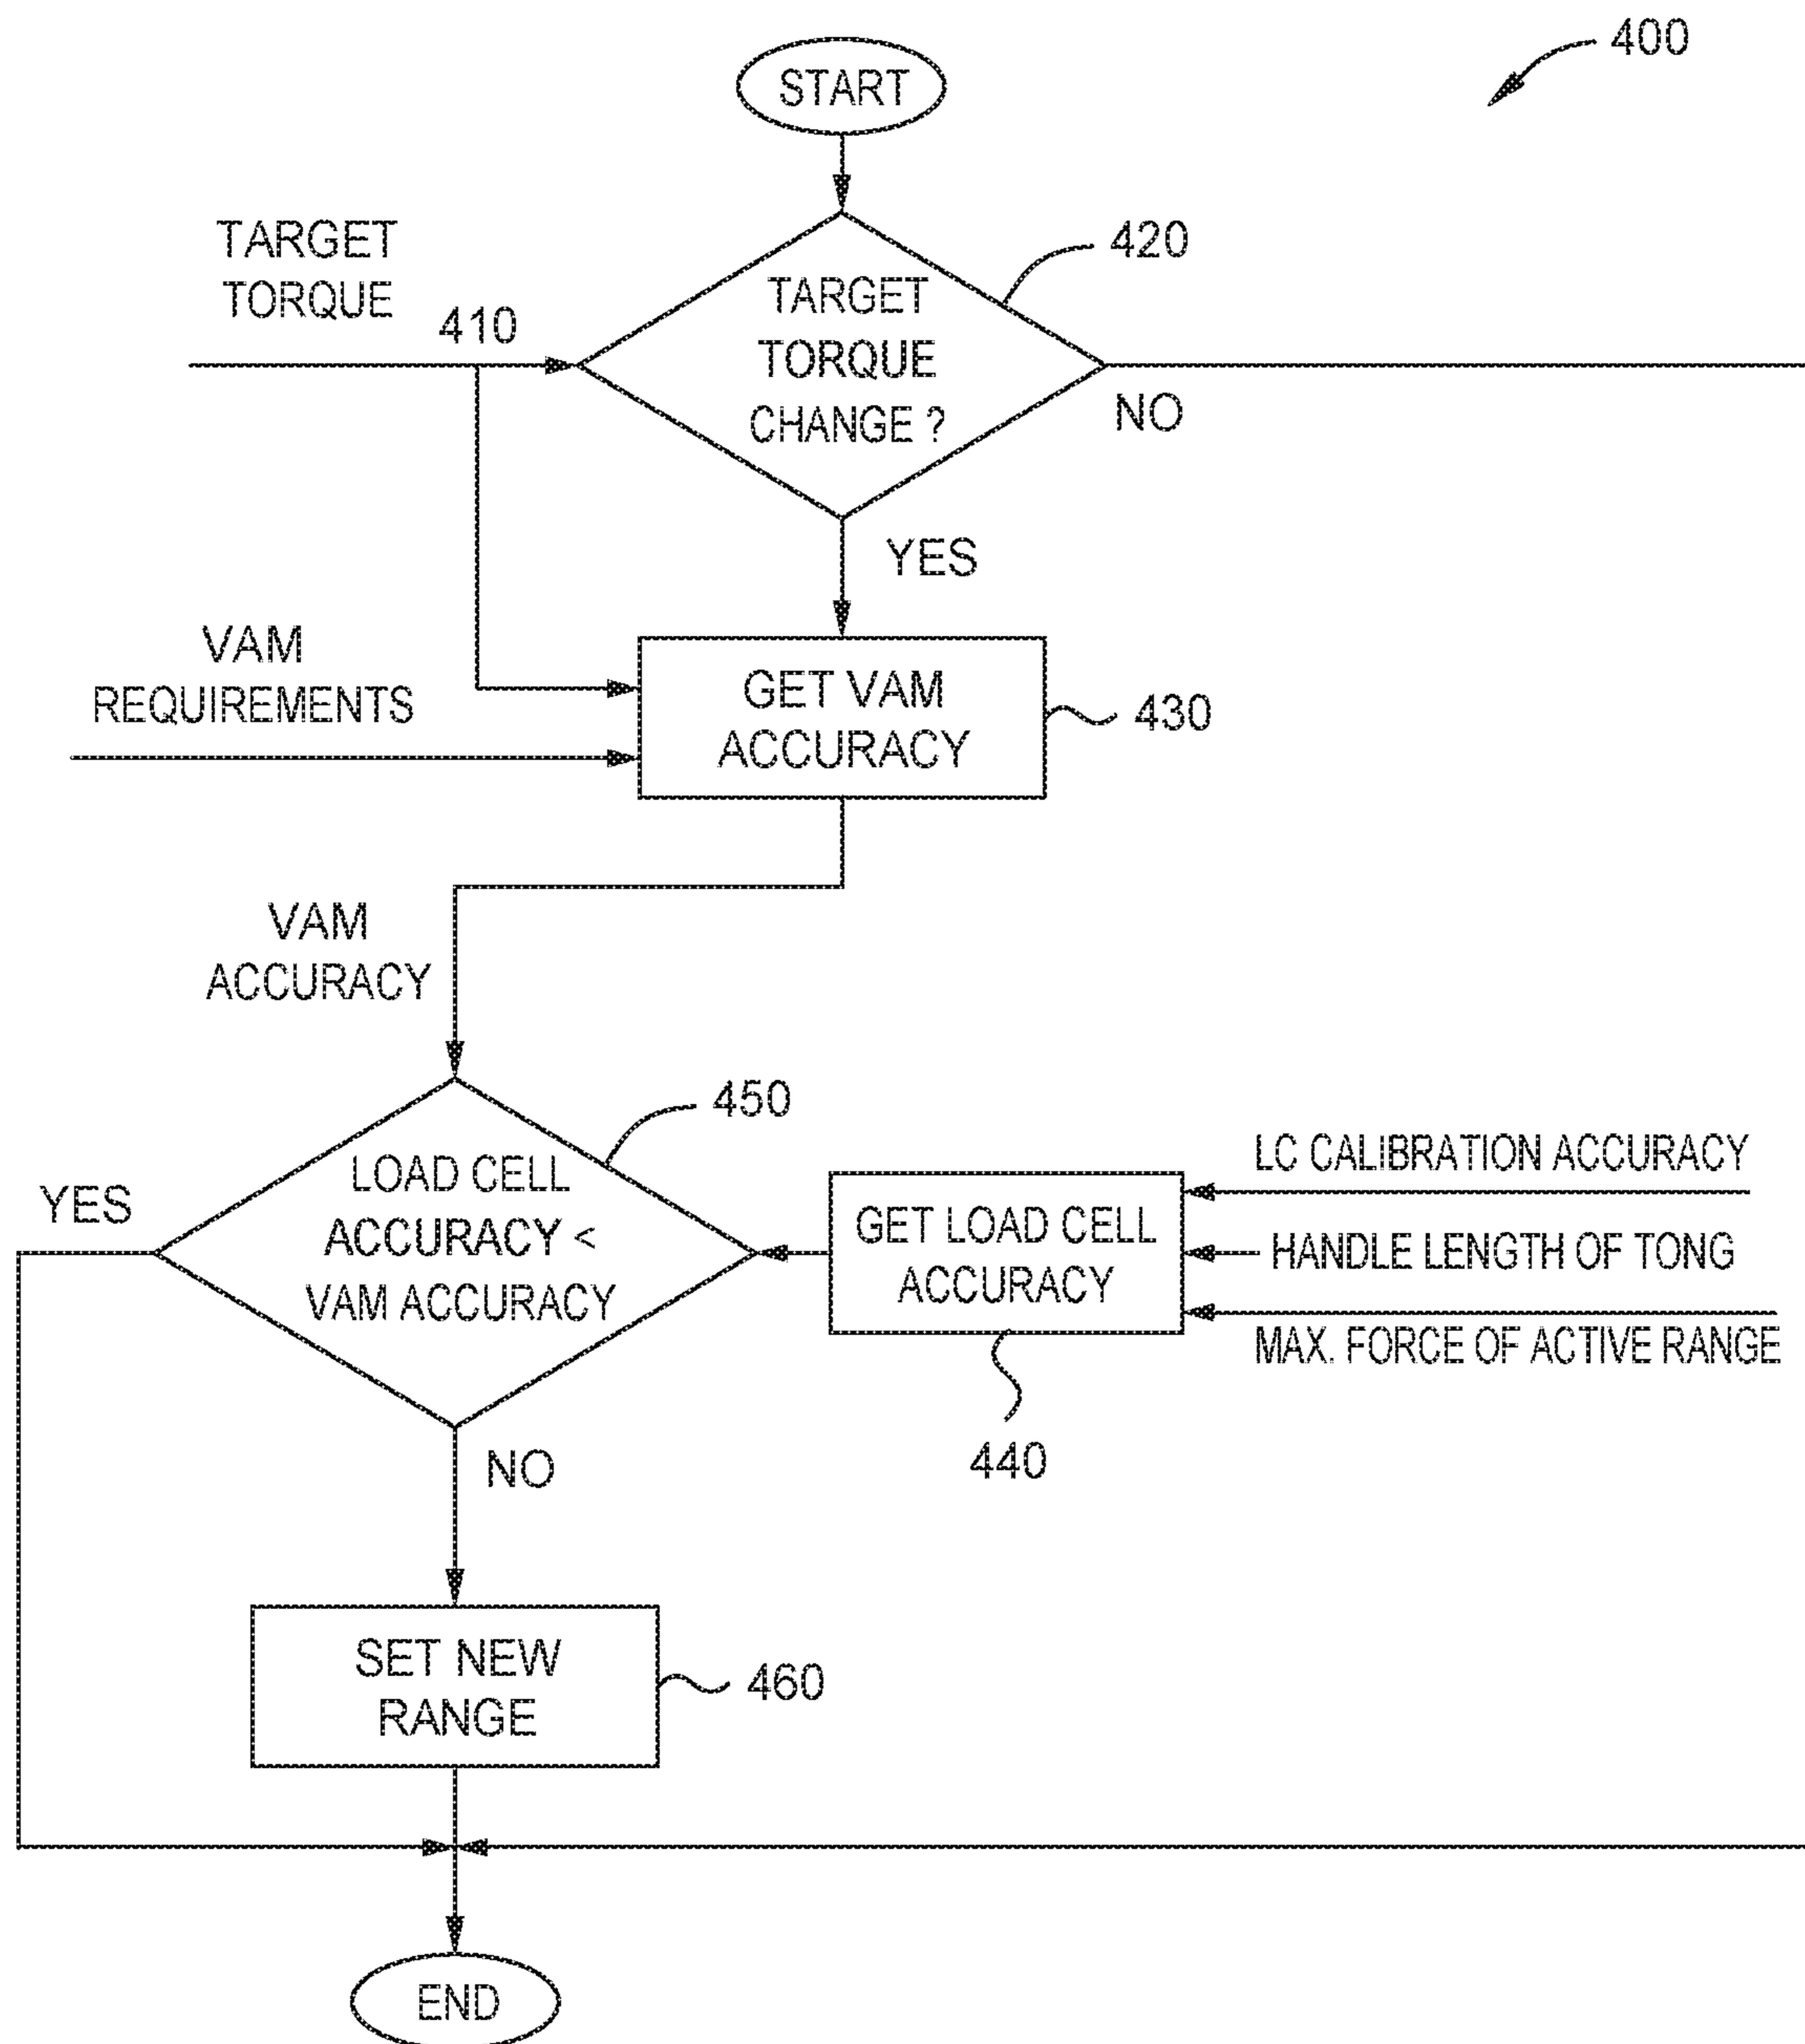 400
START
TARGET
TORQUE
410
420
TARGET
TORQUE
CHANGE ?
NO
YES
VAM
REQUIREMENTS
GET VAM
ACCURACY
430
VAM
ACCURACY
450
LOAD CELL
ACCURACY <
VAM ACCURACY
YES
GET LOAD CELL
ACCURACY
LC CALIBRATION ACCURACY
HANDLE LENGTH OF TONG
MAX. FORCE OF ACTIVE RANGE
440
NO
SET NEW
RANGE
460
END